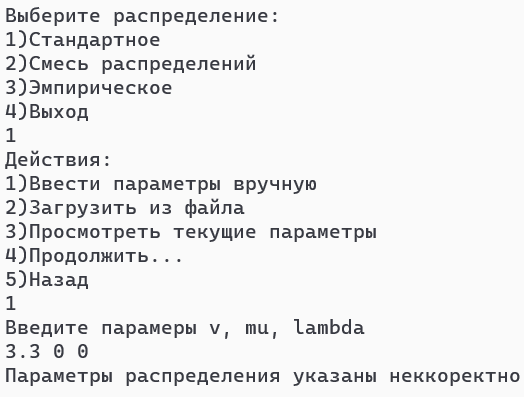 Выберите распределение:
1)Стандартное
2)Смесь распределений
3)Эмпирическое
4)Выход
1
Действия:
1)Ввести параметры вручную
2)Загрузить из файла
3)Просмотреть текущие параметры
4)Продолжить...
5)Назад
1
Введите парамеры v, mu, lambda
3.3 0 0
Параметры распределения указаны неккоректно